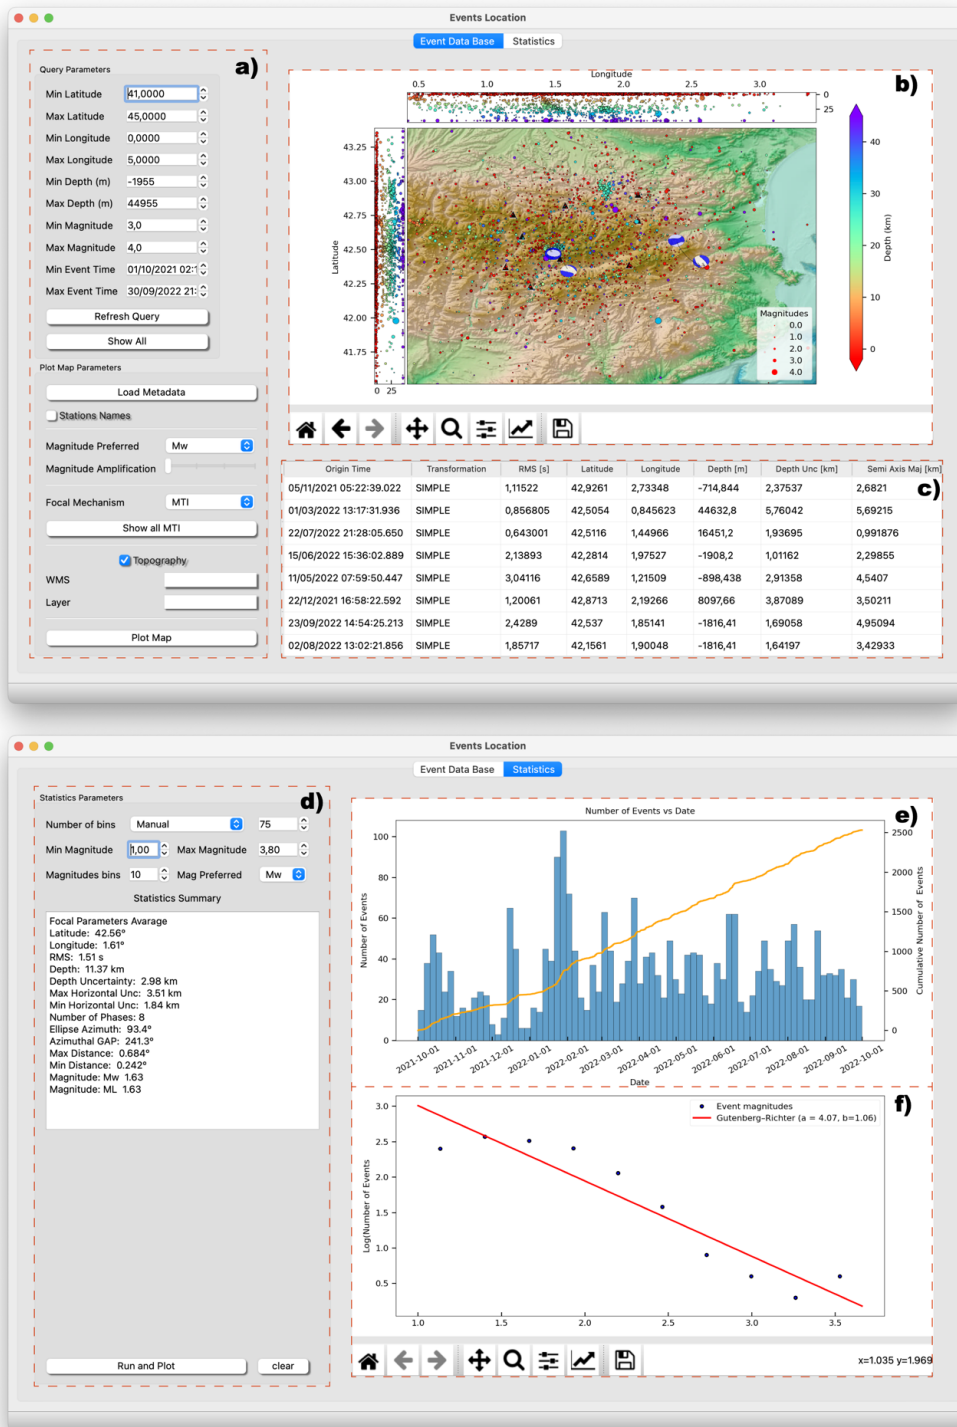 Events Location
Event Data Base Statistics
a)
Query Parameters
Min Latitude 41,0000
Max Latitude 45,0000
Min Longitude 0,0000
Max Longitude 5,0000
Min Depth (m) -1955
Max Depth (m) 44955
Min Magnitude 3,0
Max Magnitude 4,0
Min Event Time 01/10/2021 02:1
Max Event Time 30/09/2022 21:
Refresh Query
Show All
Plot Map Parameters
Load Metadata
Stations Names
Magnitude Preferred Mw
Magnitude Amplification
Focal Mechanism MTI
Show all MTI
Topography
WMS
Layer
Plot Map
b)
Longitude
0.5 1.0 1.5 2.0 2.5 3.0
0
25
43.25
43.00
42.75
42.50
42.25
42.00
41.75
Latitude
0 25
Magnitudes
0.0
1.0
2.0
3.0
4.0
40
30
20
10
0
Depth (km)
Origin Time Transformation RMS [s] Latitude Longitude Depth [m] Depth Unc [km] Semi Axis Maj [km]
c)
05/11/2021 05:22:39.022 SIMPLE 1,11522 42,9261 2,73348 -714,844 2,37537 2,6821
01/03/2022 13:17:31.936 SIMPLE 0,856805 42,5054 0,845623 44632,8 5,76042 5,69215
22/07/2022 21:28:05.650 SIMPLE 0,643001 42,5116 1,44966 16451,2 1,93695 0,991876
15/06/2022 15:36:02.889 SIMPLE 2,13893 42,2814 1,97527 -1908,2 1,01162 2,29855
11/05/2022 07:59:50.447 SIMPLE 3,04116 42,6589 1,21509 -898,438 2,91358 4,5407
22/12/2021 16:58:22.592 SIMPLE 1,20061 42,8713 2,19266 8097,66 3,87089 3,50211
23/09/2022 14:54:25.213 SIMPLE 2,4289 42,537 1,85141 -1816,41 1,69058 4,95094
02/08/2022 13:02:21.856 SIMPLE 1,85717 42,1561 1,90048 -1816,41 1,64197 3,42933
Events Location
Event Data Base Statistics
d)
Statistics Parameters
Number of bins Manual 75
Min Magnitude 1,00 Max Magnitude 3,80
Magnitudes bins 10 Mag Preferred Mw
Statistics Summary
Focal Parameters Avarage
Latitude: 42.56°
Longitude: 1.61°
RMS: 1.51 s
Depth: 11.37 km
Depth Uncertainty: 2.98 km
Max Horizontal Unc: 3.51 km
Min Horizontal Unc: 1.84 km
Number of Phases: 8
Ellipse Azimuth: 93.4°
Azimuthal GAP: 241.3°
Max Distance: 0.684°
Min Distance: 0.242°
Magnitude: Mw 1.63
Magnitude: ML 1.63
Run and Plot clear
e)
Number of Events vs Date
100
80
60
40
20
0
Number of Events
2500
2000
1500
1000
500
0
Cumulative Number of Events
2021-10-01 2021-11-01 2021-12-01 2022-01-01 2022-02-01 2022-03-01 2022-04-01 2022-05-01 2022-06-01 2022-07-01 2022-08-01 2022-09-01 2022-10-01
Date
f)
Event magnitudes
Gutenberg–Richter (a = 4.07, b=1.06)
3.0
2.5
2.0
1.5
1.0
0.5
Log(Number of Events)
1.0 1.5 2.0 2.5 3.0 3.5
x=1.035 y=1.969